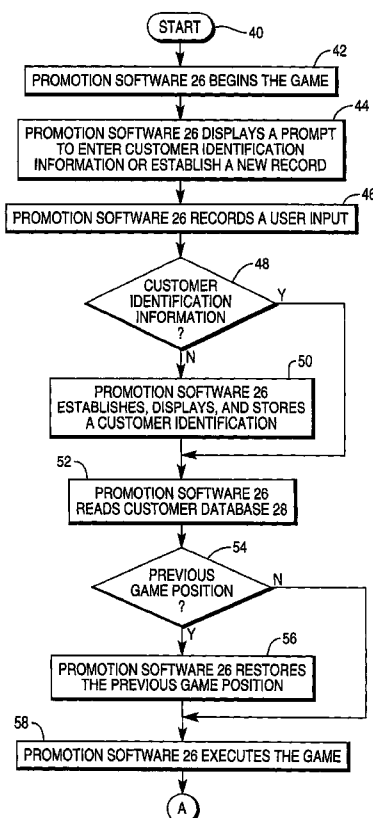 START
40
42
PROMOTION SOFTWARE 26 BEGINS THE GAME
44
PROMOTION SOFTWARE 26 DISPLAYS A PROMPT
TO ENTER CUSTOMER IDENTIFICATION
INFORMATION OR ESTABLISH A NEW RECORD
46
PROMOTION SOFTWARE 26 RECORDS A USER INPUT
48
CUSTOMER
IDENTIFICATION
INFORMATION
?
Y
N
50
PROMOTION SOFTWARE 26
ESTABLISHES, DISPLAYS, AND STORES
A CUSTOMER IDENTIFICATION
52
PROMOTION SOFTWARE 26
READS CUSTOMER DATABASE 28
54
PREVIOUS
GAME POSITION
?
N
Y
56
PROMOTION SOFTWARE 26 RESTORES
THE PREVIOUS GAME POSITION
58
PROMOTION SOFTWARE 26 EXECUTES THE GAME
A